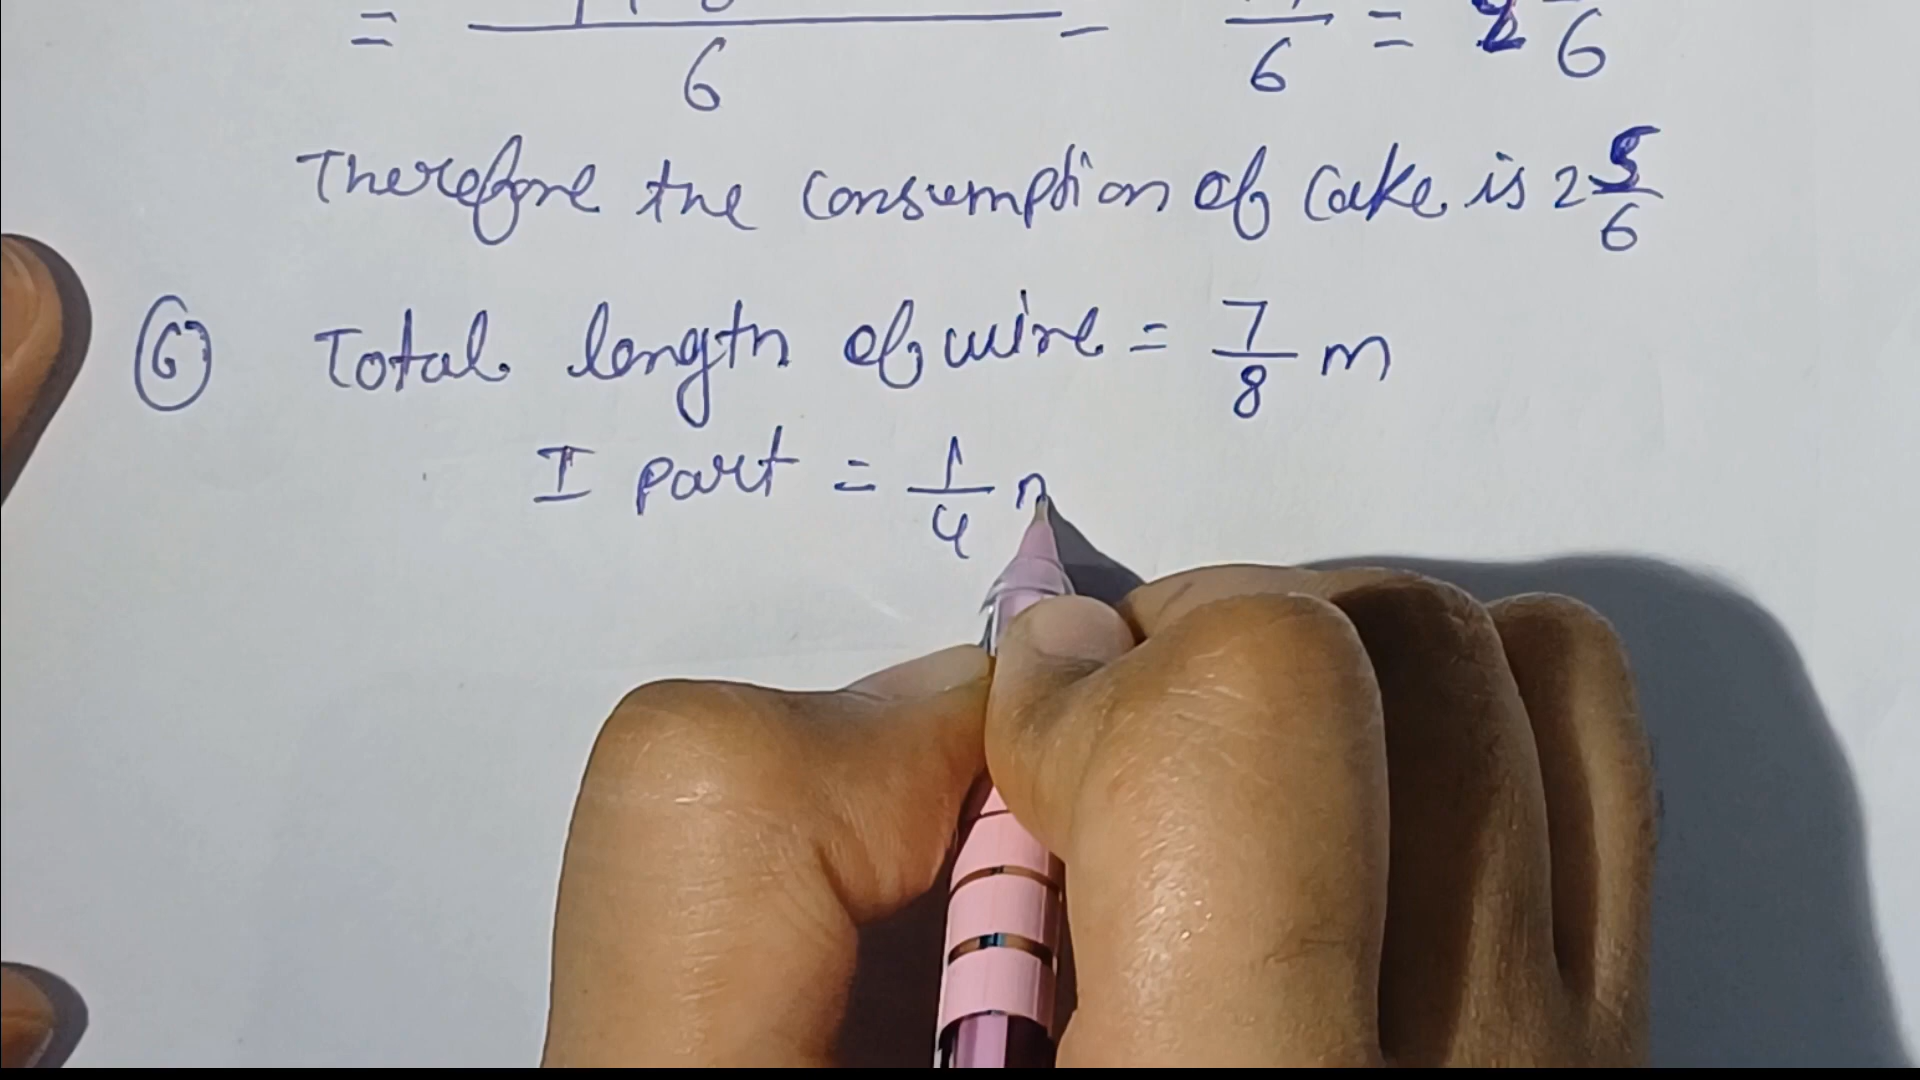 = 6 - 6 = 2 6
Therefore the consumption of cake is 2 5/6
6 Total length of wire = 7/8 m
I part = 1/4 m